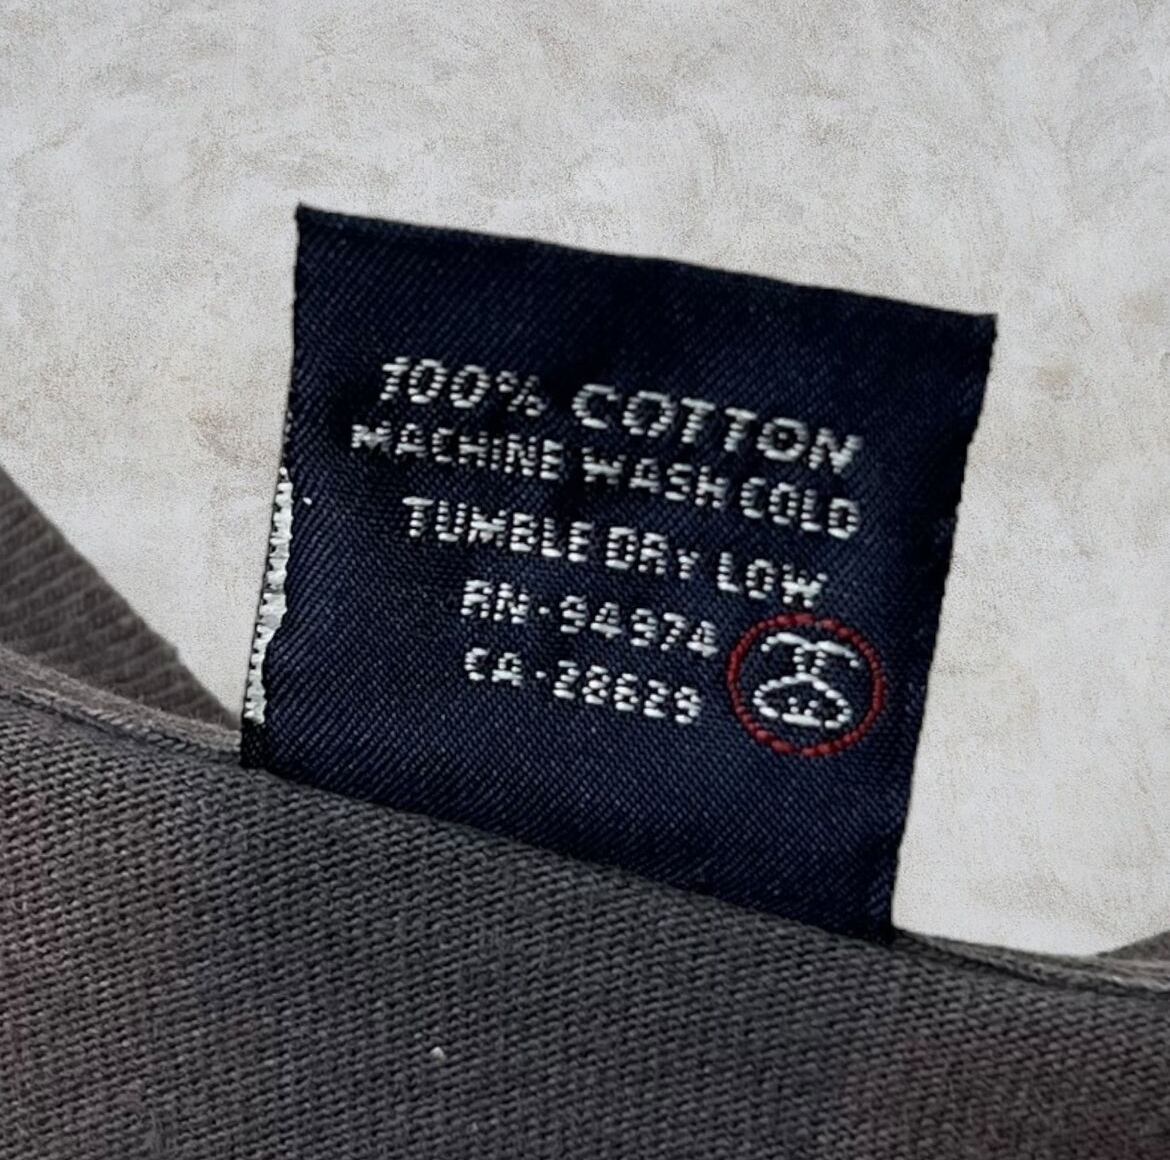 100% COTTON
MACHINE WASH COLD
TUMBLE DRY LOW
RN-94974
CA-28629